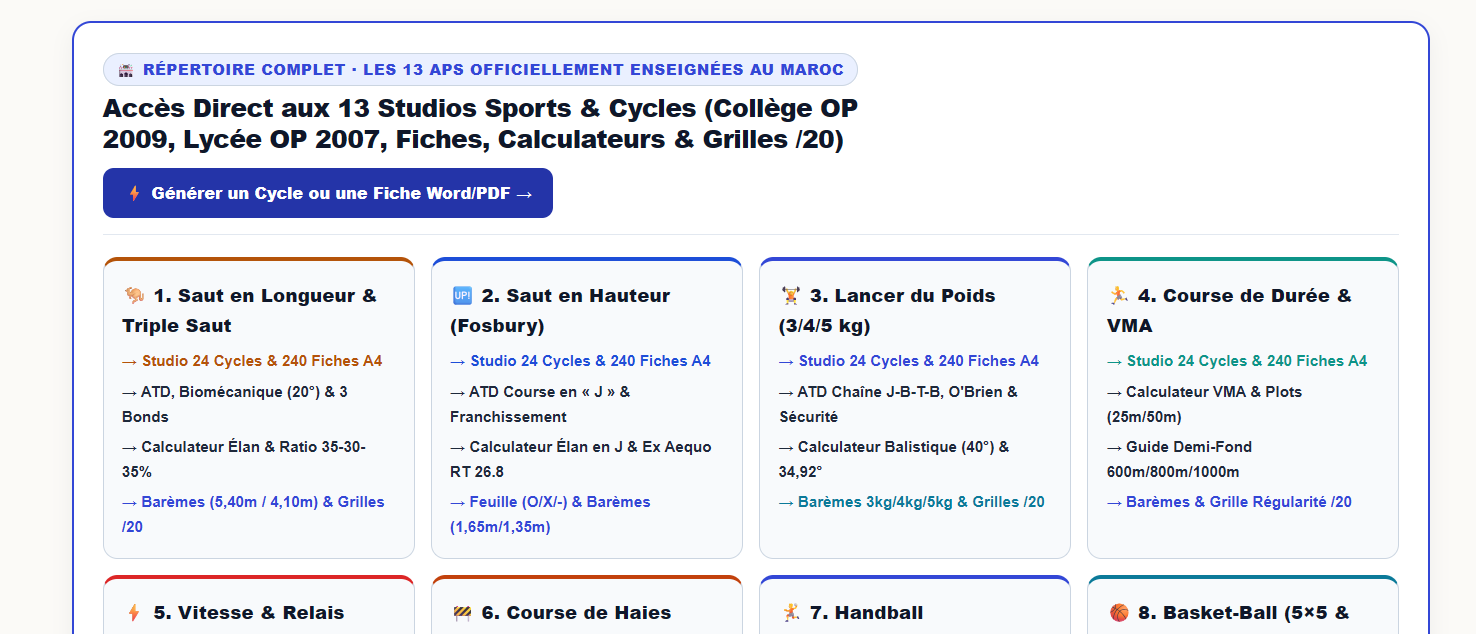 RÉPERTOIRE COMPLET · LES 13 APS OFFICIELLEMENT ENSEIGNÉES AU MAROC
Accès Direct aux 13 Studios Sports & Cycles (Collège OP
2009, Lycée OP 2007, Fiches, Calculateurs & Grilles /20)
Générer un Cycle ou une Fiche Word/PDF →
1. Saut en Longueur &
Triple Saut
→ Studio 24 Cycles & 240 Fiches A4
→ ATD, Biomécanique (20°) & 3
Bonds
→ Calculateur Élan & Ratio 35-30-
35%
→ Barèmes (5,40m / 4,10m) & Grilles
/20
UP! 2. Saut en Hauteur
(Fosbury)
→ Studio 24 Cycles & 240 Fiches A4
→ ATD Course en « J » &
Franchissement
→ Calculateur Élan en J & Ex Aequo
RT 26.8
→ Feuille (O/X/-) & Barèmes
(1,65m/1,35m)
3. Lancer du Poids
(3/4/5 kg)
→ Studio 24 Cycles & 240 Fiches A4
→ ATD Chaîne J-B-T-B, O'Brien &
Sécurité
→ Calculateur Balistique (40°) &
34,92°
→ Barèmes 3kg/4kg/5kg & Grilles /20
4. Course de Durée &
VMA
→ Studio 24 Cycles & 240 Fiches A4
→ Calculateur VMA & Plots
(25m/50m)
→ Guide Demi-Fond
600m/800m/1000m
→ Barèmes & Grille Régularité /20
5. Vitesse & Relais
6. Course de Haies
7. Handball
8. Basket-Ball (5×5 &